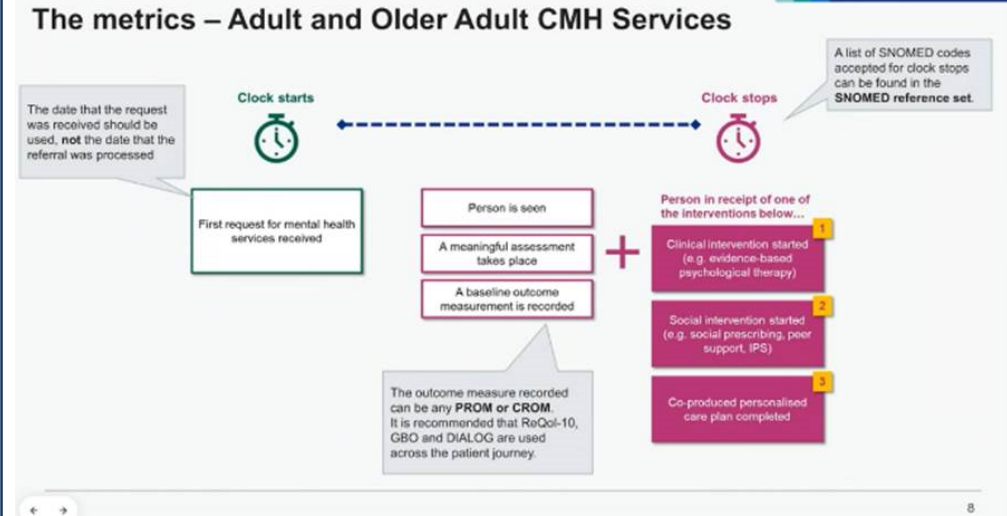 The metrics – Adult and Older Adult CMH Services
A list of SNOMED codes
accepted for clock stops
can be found in the
SNOMED reference set.
Clock starts
Clock stops
The date that the request
was received should be
used, not the date that the
referral was processed
First request for mental health
services received
Person is seen
A meaningful assessment
takes place
A baseline outcome
measurement is recorded
Person in receipt of one of
the interventions below...
1
Clinical intervention started
(e.g. evidence-based
psychological therapy)
2
Social intervention started
(e.g. social prescribing, peer
support, IPS)
3
Co-produced personalised
care plan completed
The outcome measure recorded
can be any PROM or CROM.
It is recommended that ReQol-10,
GBO and DIALOG are used
across the patient journey.
8